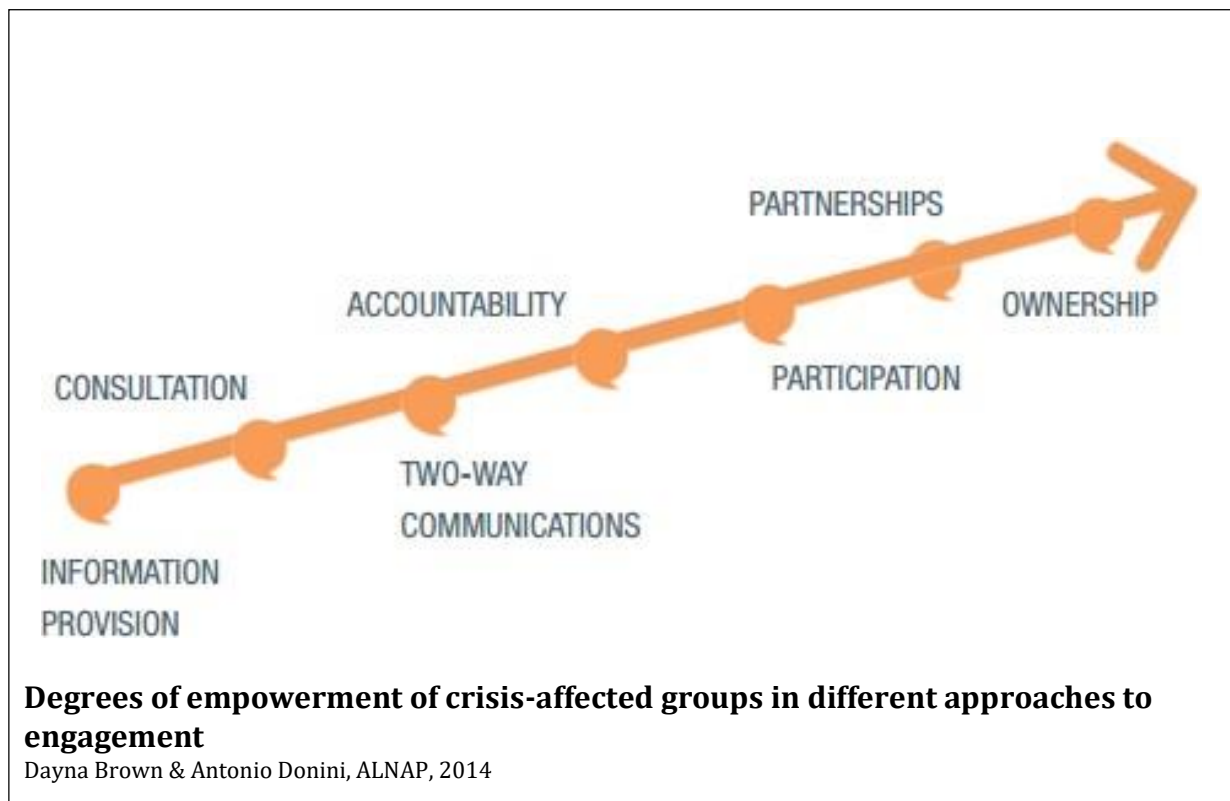 PARTNERSHIPS
ACCOUNTABILITY
OWNERSHIP
CONSULTATION
PARTICIPATION
TWO-WAY
COMMUNICATIONS
INFORMATION
PROVISION
Degrees of empowerment of crisis-affected groups in different approaches to
engagement
Dayna Brown & Antonio Donini, ALNAP, 2014